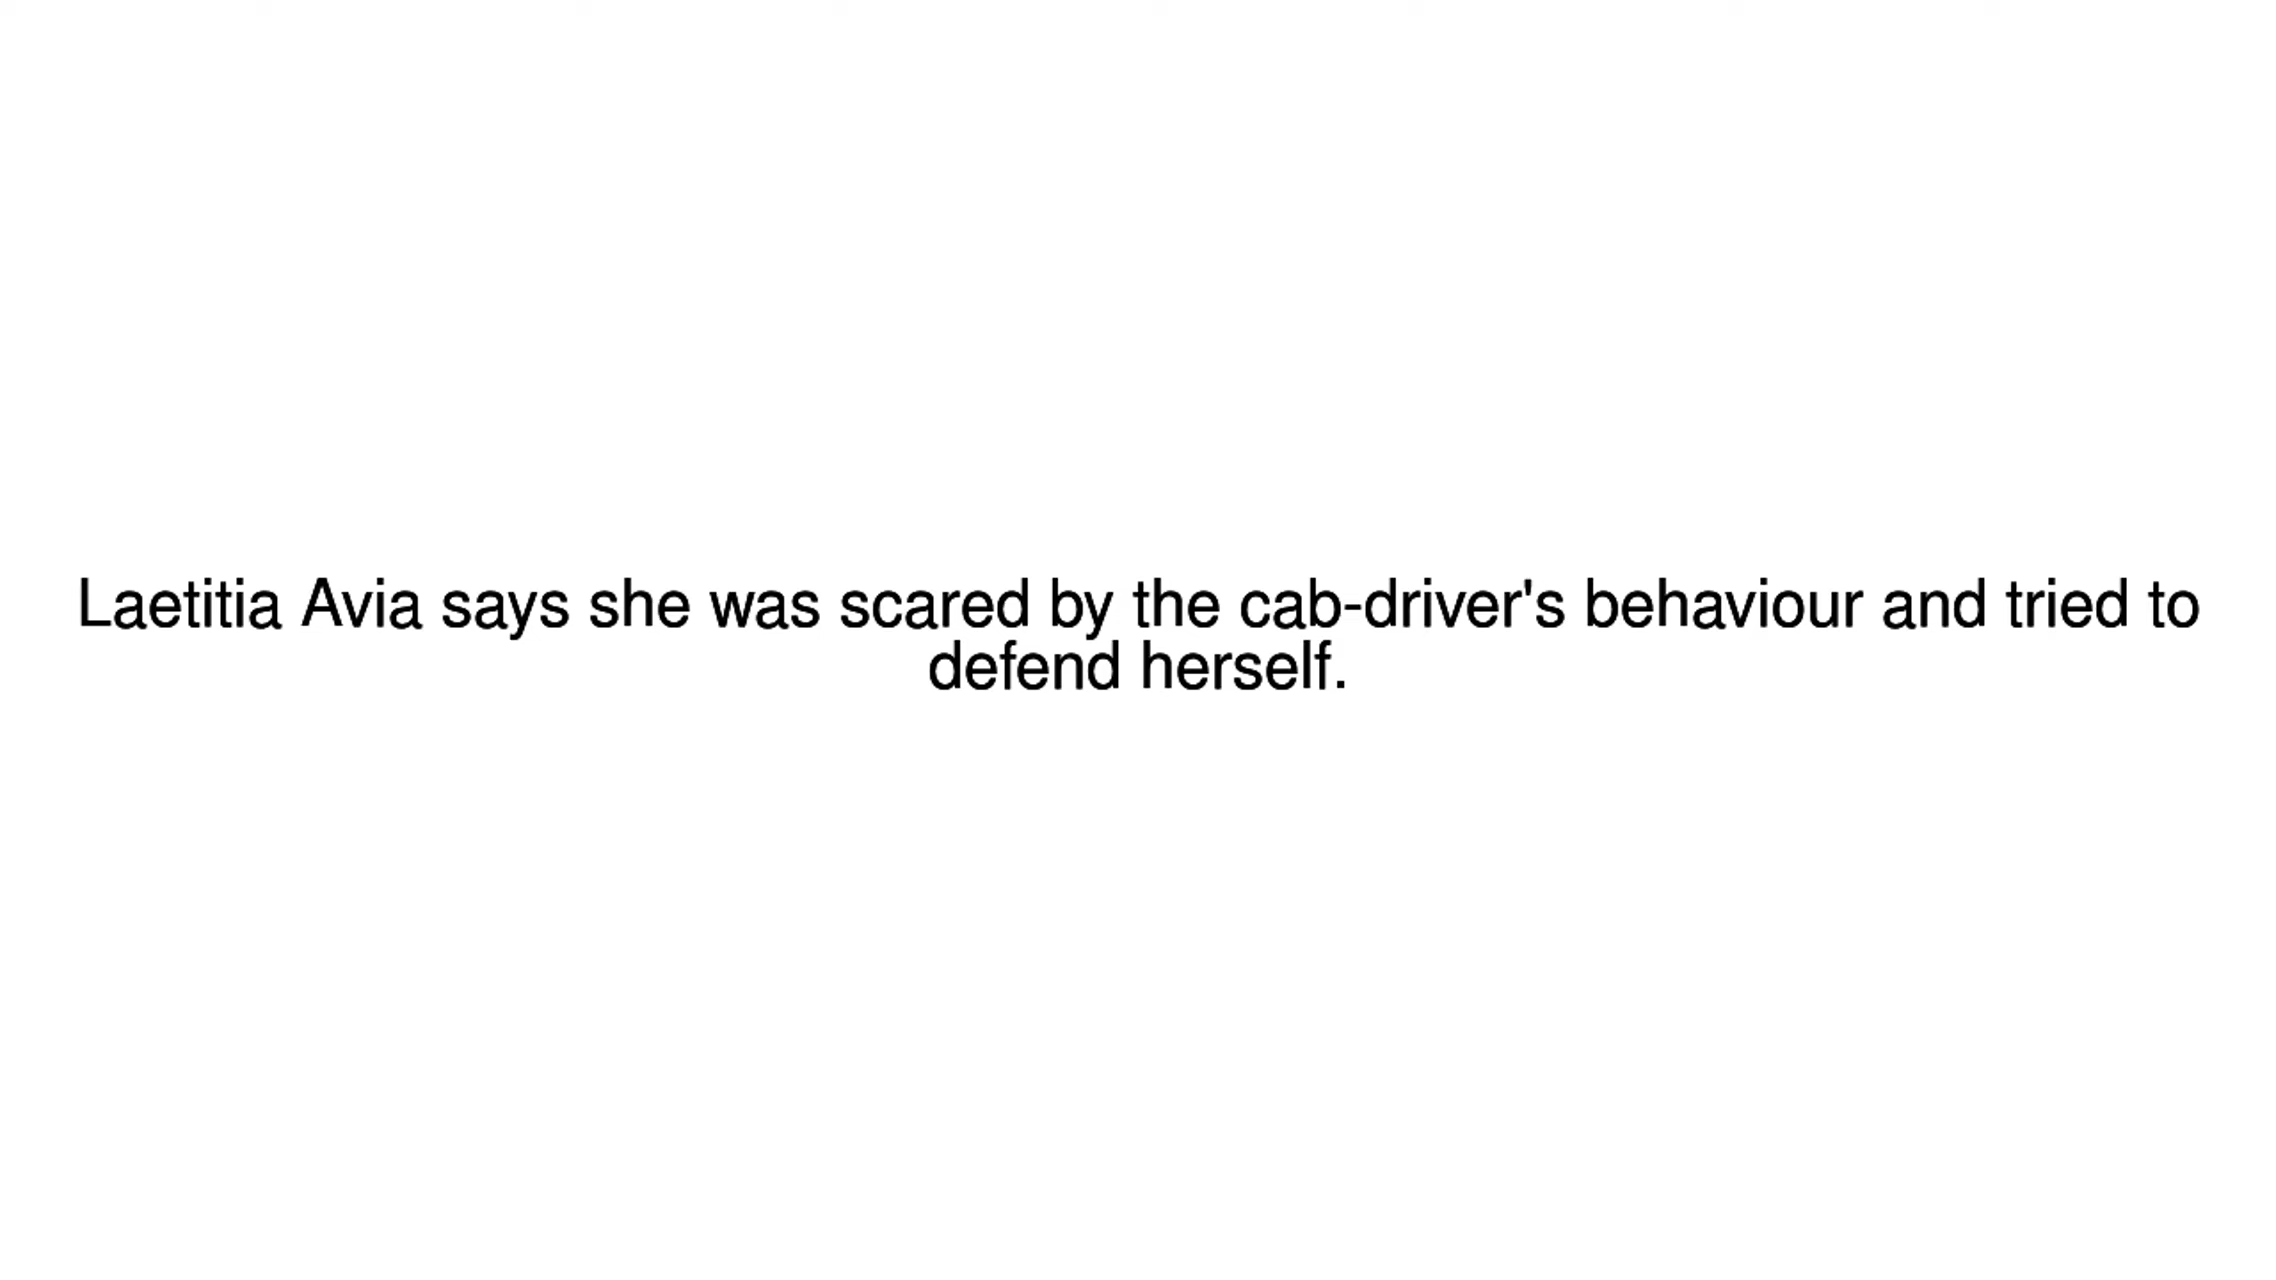 Laetitia Avia says she was scared by the cab-driver's behaviour and tried to
defend herself.